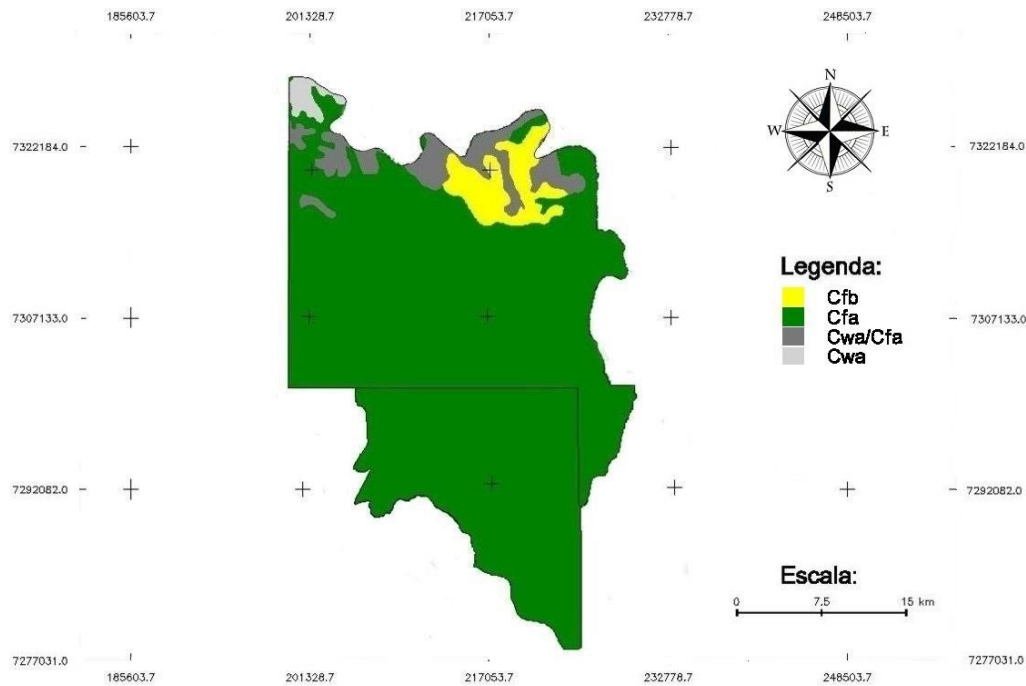 185603.7 201328.7 217053.7 232778.7 248503.7
N
W E
S
7322184.0 7322184.0
Legenda:
Cfb
Cfa
Cwa/Cfa
Cwa
7307133.0 7307133.0
7292082.0 7292082.0
Escala:
0 7.5 15 km
7277031.0 7277031.0
185603.7 201328.7 217053.7 232778.7 248503.7